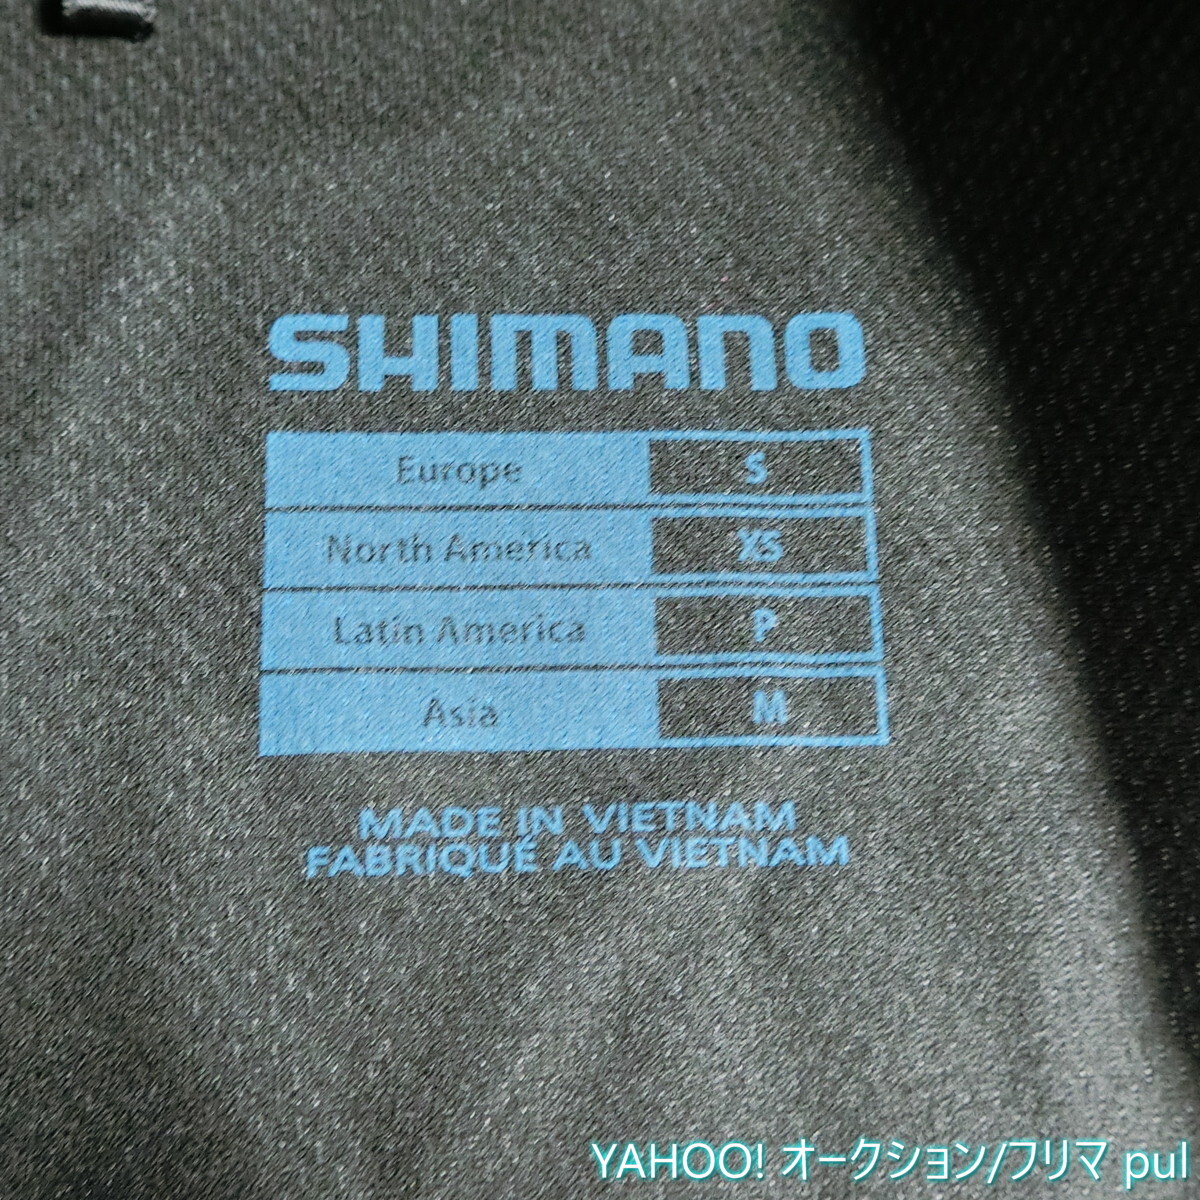 SHIMANO
Europe S
North America XS
Latin America P
Asia M
MADE IN VIETNAM
FABRIQUÉ AU VIETNAM
YAHOO! オークション/フリマ pul